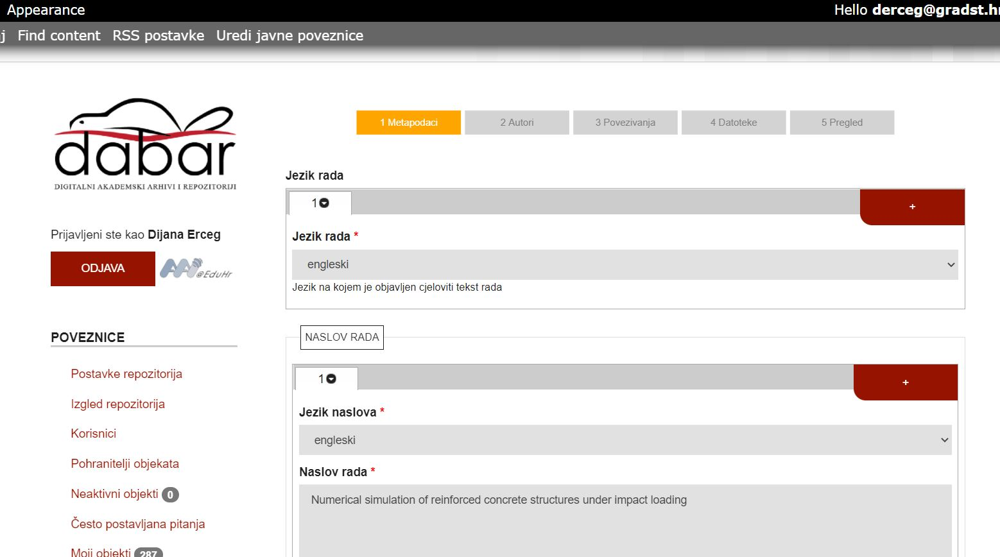 Appearance
Hello derceg@gradst.h
j Find content RSS postavke Uredi javne poveznice
dabar
DIGITALNI AKADEMSKI ARHIVI I REPOZITORIJI
1 Metapodaci
2 Autori
3 Povezivanja
4 Datoteke
5 Pregled
Prijavljeni ste kao Dijana Erceg
ODJAVA
AAI@EduHr
POVEZNICE
Postavke repozitorija
Izgled repozitorija
Korisnici
Pohranitelji objekata
Neaktivni objekti 0
Često postavljana pitanja
Moji objekti 287
Jezik rada
1
+
Jezik rada *
engleski
Jezik na kojem je objavljen cjeloviti tekst rada
NASLOV RADA
1
+
Jezik naslova *
engleski
Naslov rada *
Numerical simulation of reinforced concrete structures under impact loading